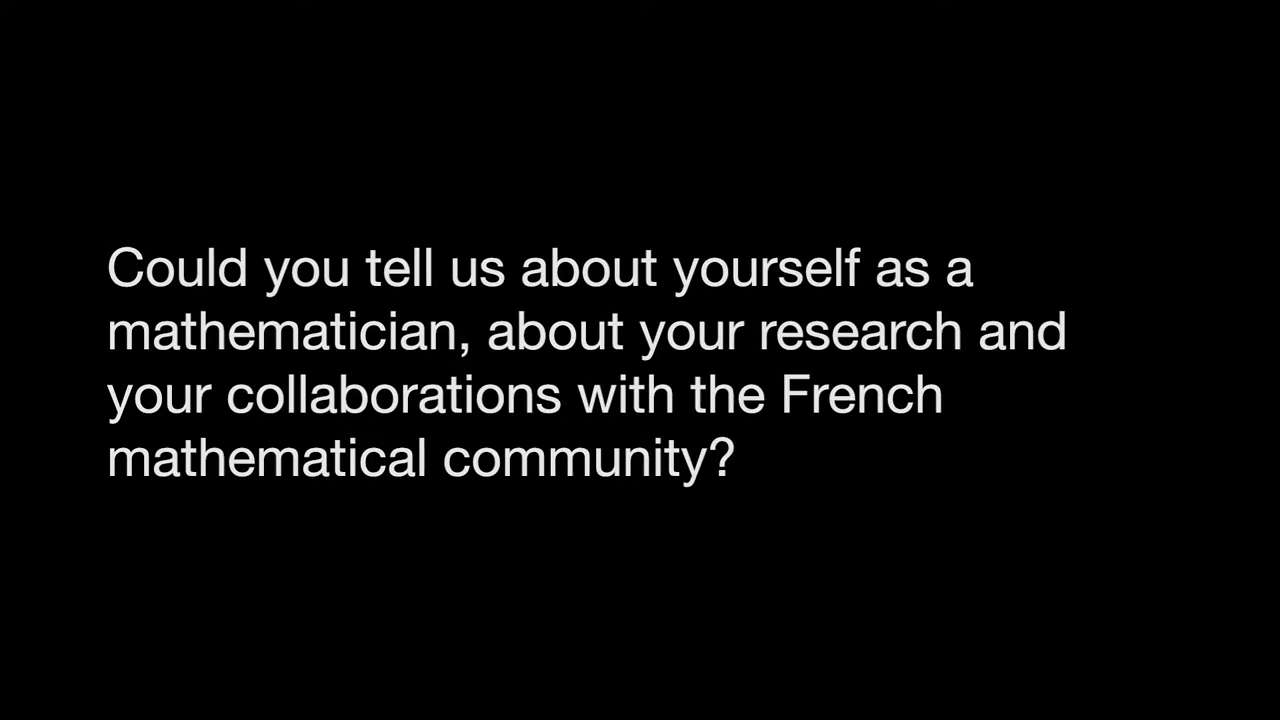 Could you tell us about yourself as a
mathematician, about your research and
your collaborations with the French
mathematical community?